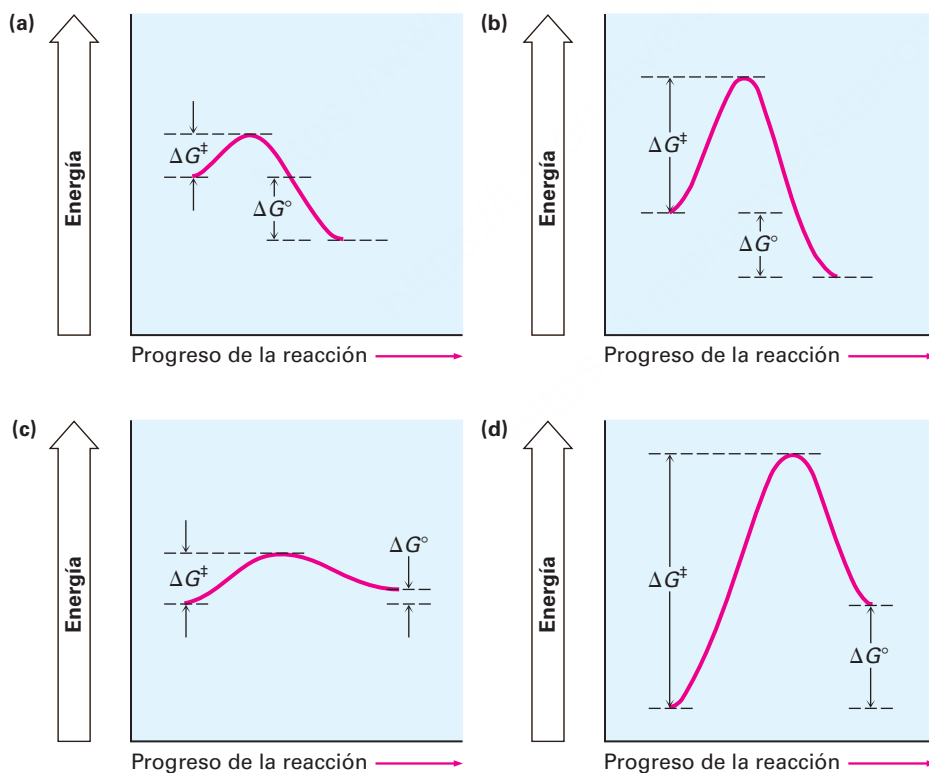 (a)
Energía
ΔG‡
ΔG°
Progreso de la reacción
(b)
Energía
ΔG‡
ΔG°
Progreso de la reacción
(c)
Energía
ΔG‡
ΔG°
Progreso de la reacción
(d)
Energía
ΔG‡
ΔG°
Progreso de la reacción